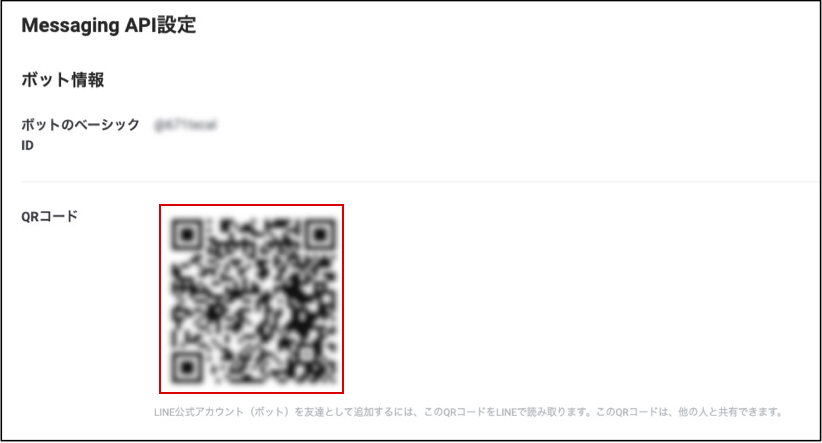 Messaging API設定
ボット情報
ボットのベーシック
ID
QRコード
LINE公式アカウント（ボット）を友達として追加するには、このQRコードをLINEで読み取ります。このQRコードは、他の人と共有できます。